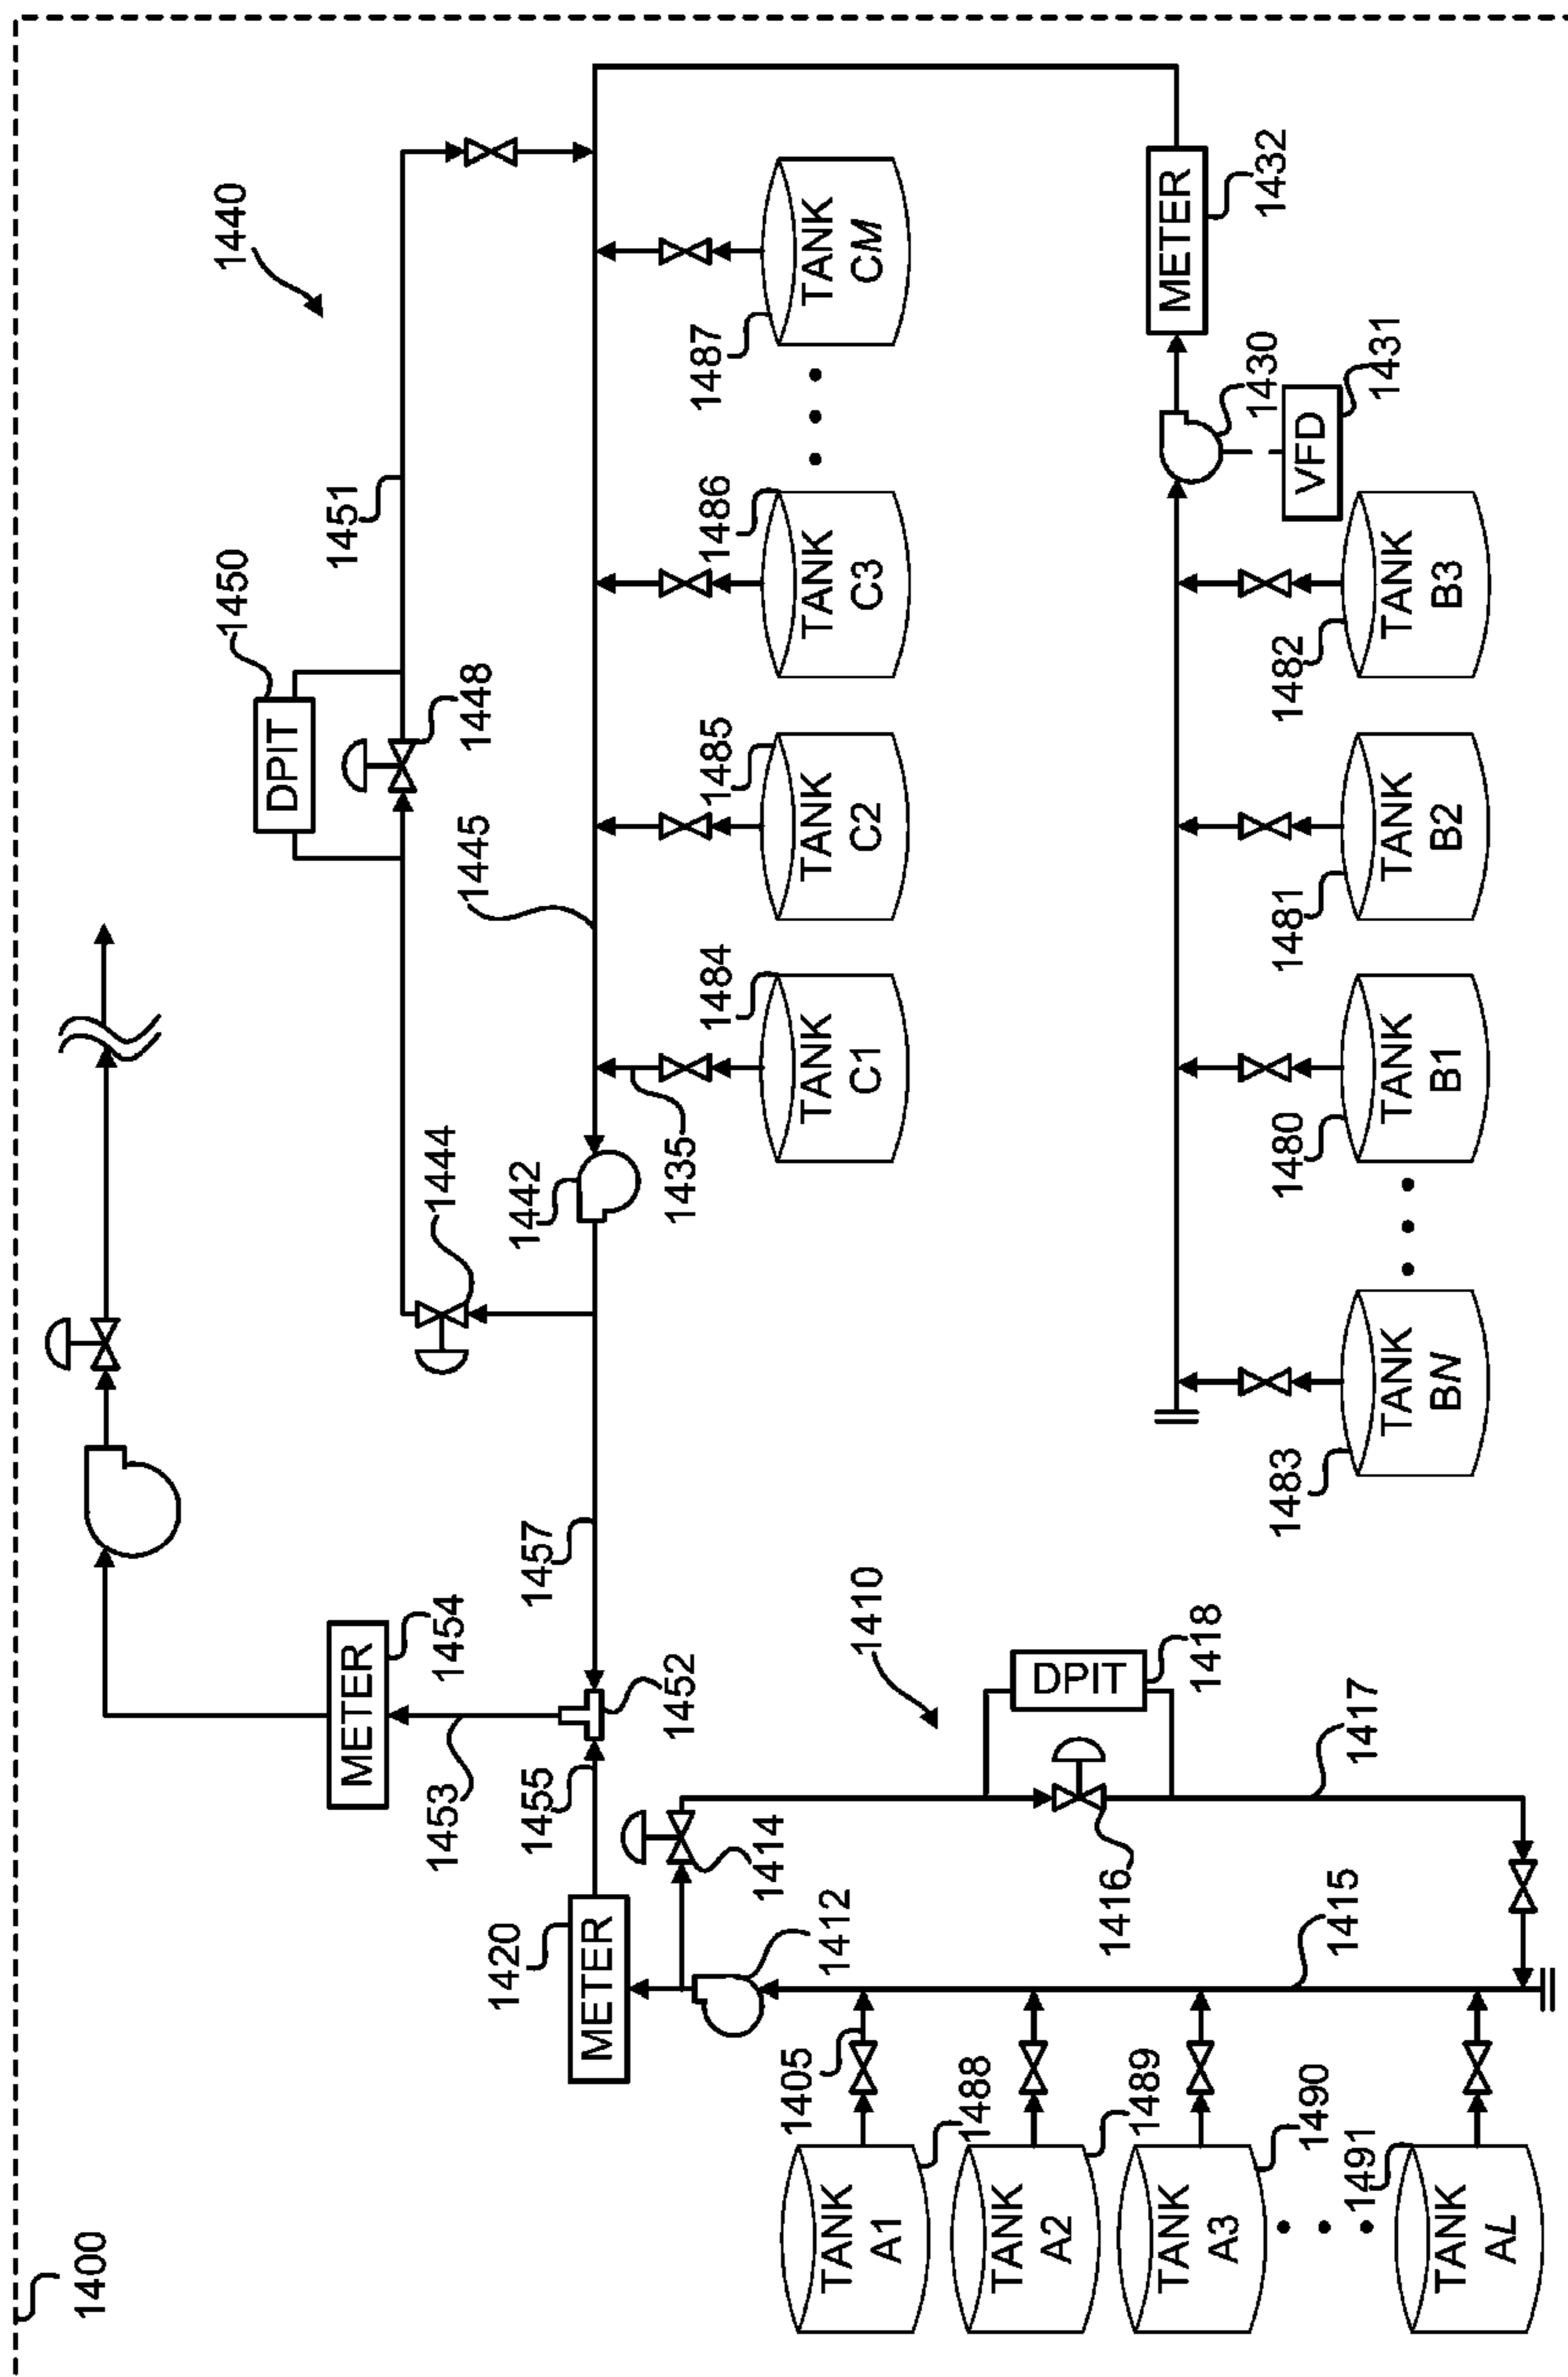 1400
1440
1450
DPIT
1451
1448
1444
1442
1445
1435
1457
METER
1454
1453
1452
1455
1420
METER
1410
1412
1414
1416
DPIT
1418
1417
1415
1405
TANK
A1
1488
TANK
A2
1489
TANK
A3
1490
TANK
AL
1491
TANK
C1
1484
TANK
C2
1485
TANK
C3
1486
TANK
CM
1487
METER
1432
1430
VFD
1431
TANK
BN
1483
TANK
B1
1480
TANK
B2
1481
TANK
B3
1482